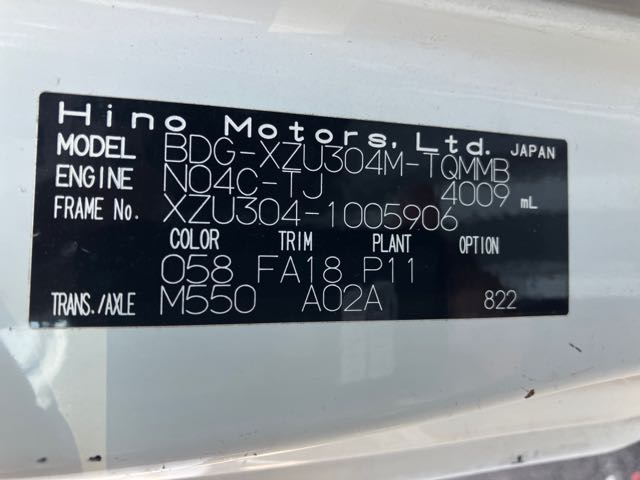 Hino Motors, Ltd. JAPAN
MODEL BDG-XZU304M-TQMMB
ENGINE N04C-TJ 4009 mL
FRAME No. XZU304-1005906
COLOR TRIM PLANT OPTION
058 FA18 P11
TRANS./AXLE M550 A02A 822